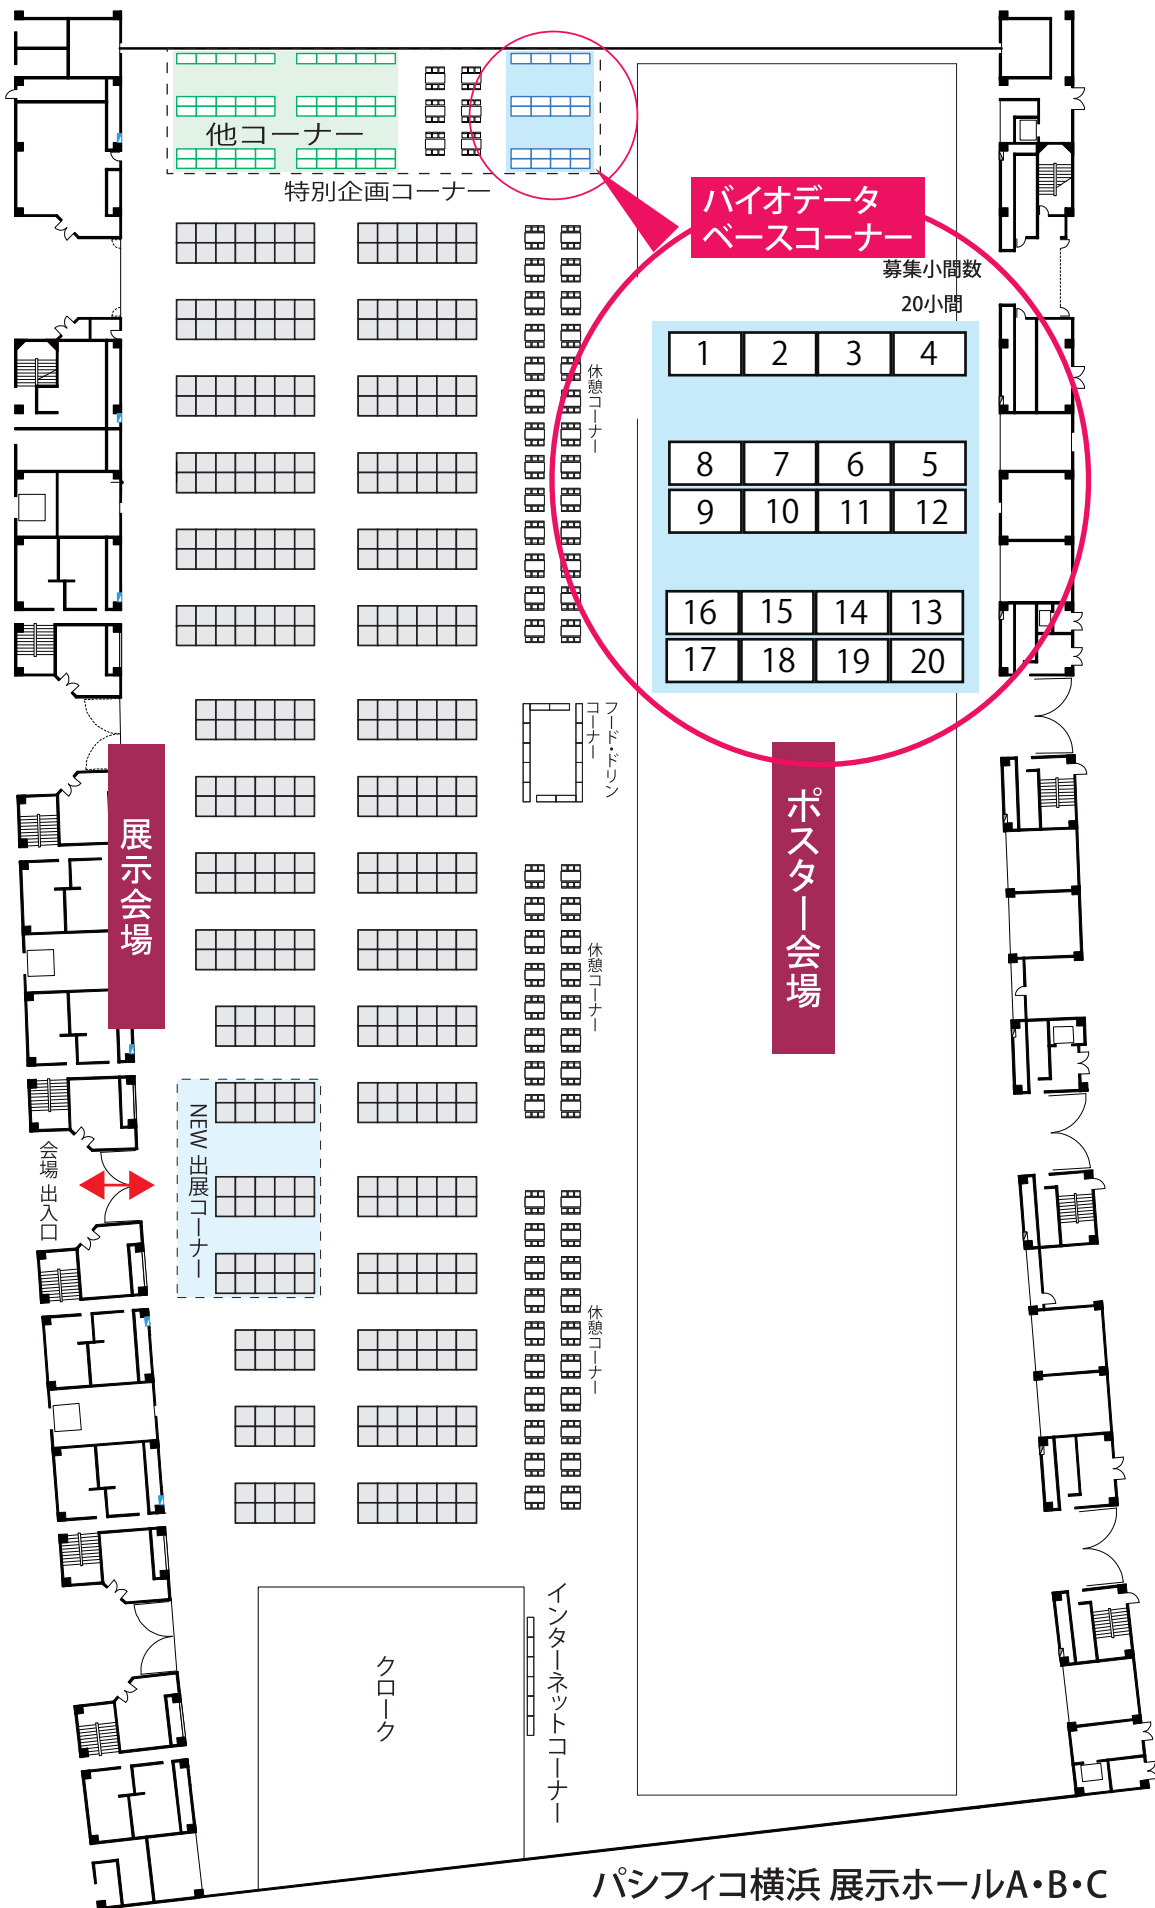 他コーナー
特別企画コーナー
バイオデータ
ベースコーナー
募集小間数
20小間
1 2 3 4
8 7 6 5
9 10 11 12
16 15 14 13
17 18 19 20
休憩コーナー
フード・ドリンク
コーナー
展示会場
ポスター会場
休憩コーナー
NEW 出展コーナー
会場 出入口
休憩コーナー
クローク
インターネットコーナー
パシフィコ横浜 展示ホールA・B・C